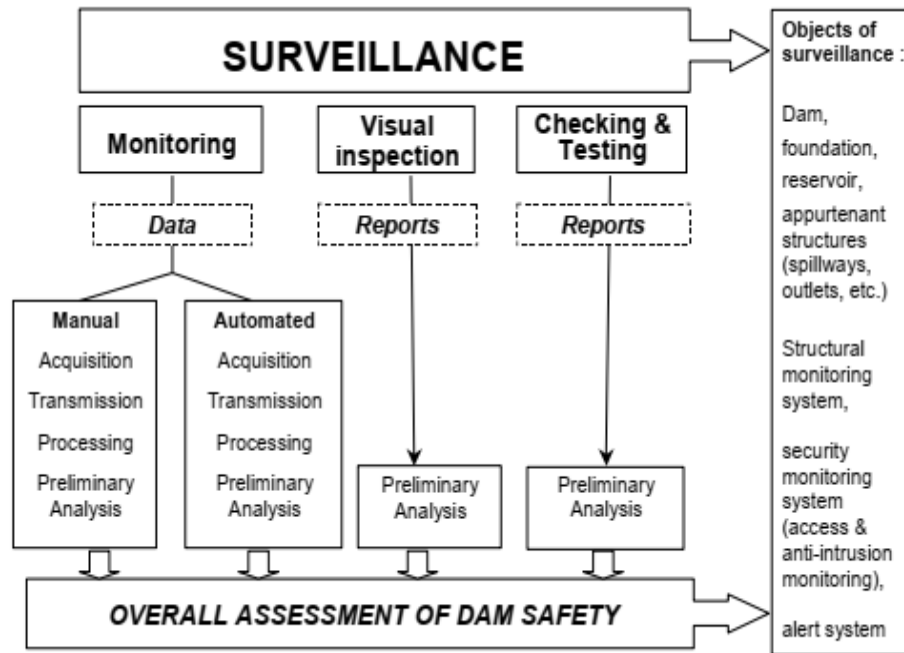 SURVEILLANCE
Monitoring
Visual
inspection
Checking &
Testing
Data
Reports
Reports
Manual
Acquisition
Transmission
Processing
Preliminary
Analysis
Automated
Acquisition
Transmission
Processing
Preliminary
Analysis
Preliminary
Analysis
Preliminary
Analysis
OVERALL ASSESSMENT OF DAM SAFETY
Objects of
surveillance :
Dam,
foundation,
reservoir,
appurtenant
structures
(spillways,
outlets, etc.)
Structural
monitoring
system,
security
monitoring
system
(access &
anti-intrusion
monitoring),
alert system